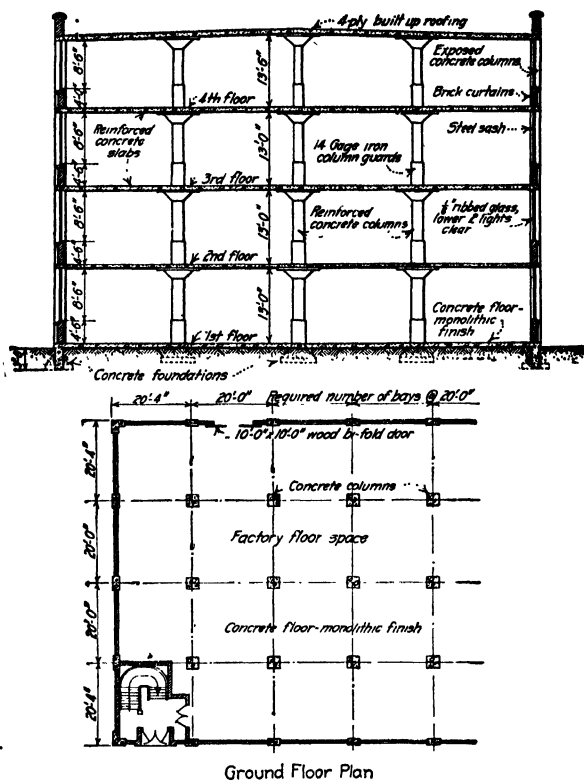 4-ply built up roofing
8'-6"
13'-6"
Exposed
concrete columns
4'-6"
4th floor
Brick curtains
8'-6"
Reinforced
concrete
slabs
13'-0"
14 Gage iron
column guards
Steel sash
4'-6"
3rd floor
8'-6"
13'-0"
Reinforced
concrete columns
⅛" ribbed glass,
lower 2 lights
clear
4'-6"
2nd floor
8'-6"
13'-0"
Concrete floor-
monolithic
finish
4'-6"
1st floor
Concrete foundations
20'-4" 20'-0" Required number of bays @ 20'-0"
10'-0" x 10'-0" wood bi-fold door
20'-4"
Concrete columns
20'-0"
Factory floor space
20'-0"
Concrete floor-monolithic finish
20'-4"
Ground Floor Plan